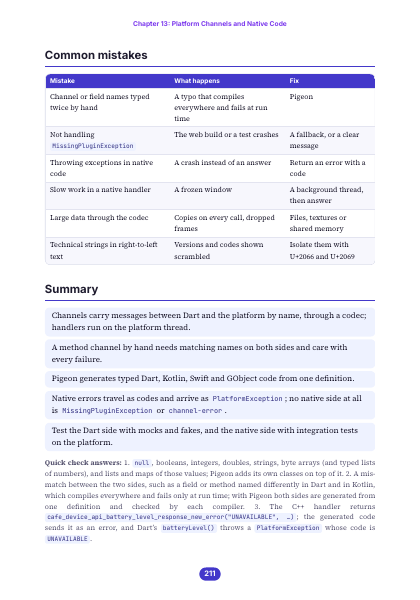 Chapter 13: Platform Channels and Native Code
Common mistakes
Mistake What happens Fix
Channel or field names typed A typo that compiles Pigeon
twice by hand everywhere and fails at run
time
Not handling The web build or a test crashes A fallback, or a clear
MissingPluginException message
Throwing exceptions in native A crash instead of an answer Return an error with a
code code
Slow work in a native handler A frozen window A background thread,
then answer
Large data through the codec Copies on every call, dropped Files, textures or
frames shared memory
Technical strings in right-to-left Versions and codes shown Isolate them with
text scrambled U+2066 and U+2069
Summary
Channels carry messages between Dart and the platform by name, through a codec;
handlers run on the platform thread.
A method channel by hand needs matching names on both sides and care with
every failure.
Pigeon generates typed Dart, Kotlin, Swift and GObject code from one definition.
Native errors travel as codes and arrive as PlatformException; no native side at all
is MissingPluginException or channel-error.
Test the Dart side with mocks and fakes, and the native side with integration tests
on the platform.
Quick check answers: 1. null, booleans, integers, doubles, strings, byte arrays (and typed lists
of numbers), and lists and maps of those values; Pigeon adds its own classes on top of it. 2. A mis-
match between the two sides, such as a field or method named differently in Dart and in Kotlin,
which compiles everywhere and fails only at run time; with Pigeon both sides are generated from
one definition and checked by each compiler. 3. The C++ handler returns
cafe_device_api_battery_level_response_new_error("UNAVAILABLE", …); the generated code
sends it as an error, and Dart's batteryLevel() throws a PlatformException whose code is
UNAVAILABLE.
211